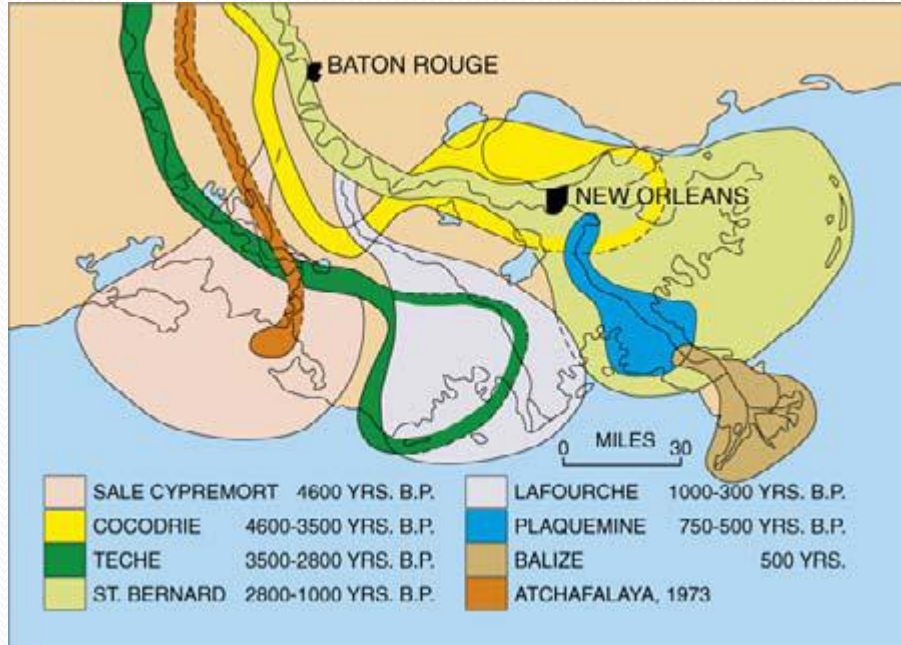 BATON ROUGE
NEW ORLEANS
0 MILES 30
SALE CYPREMORT 4600 YRS. B.P.
COCODRIE 4600-3500 YRS. B.P.
TECHE 3500-2800 YRS. B.P.
ST. BERNARD 2800-1000 YRS. B.P.
LAFOURCHE 1000-300 YRS. B.P.
PLAQUEMINE 750-500 YRS. B.P.
BALIZE 500 YRS.
ATCHAFALAYA, 1973